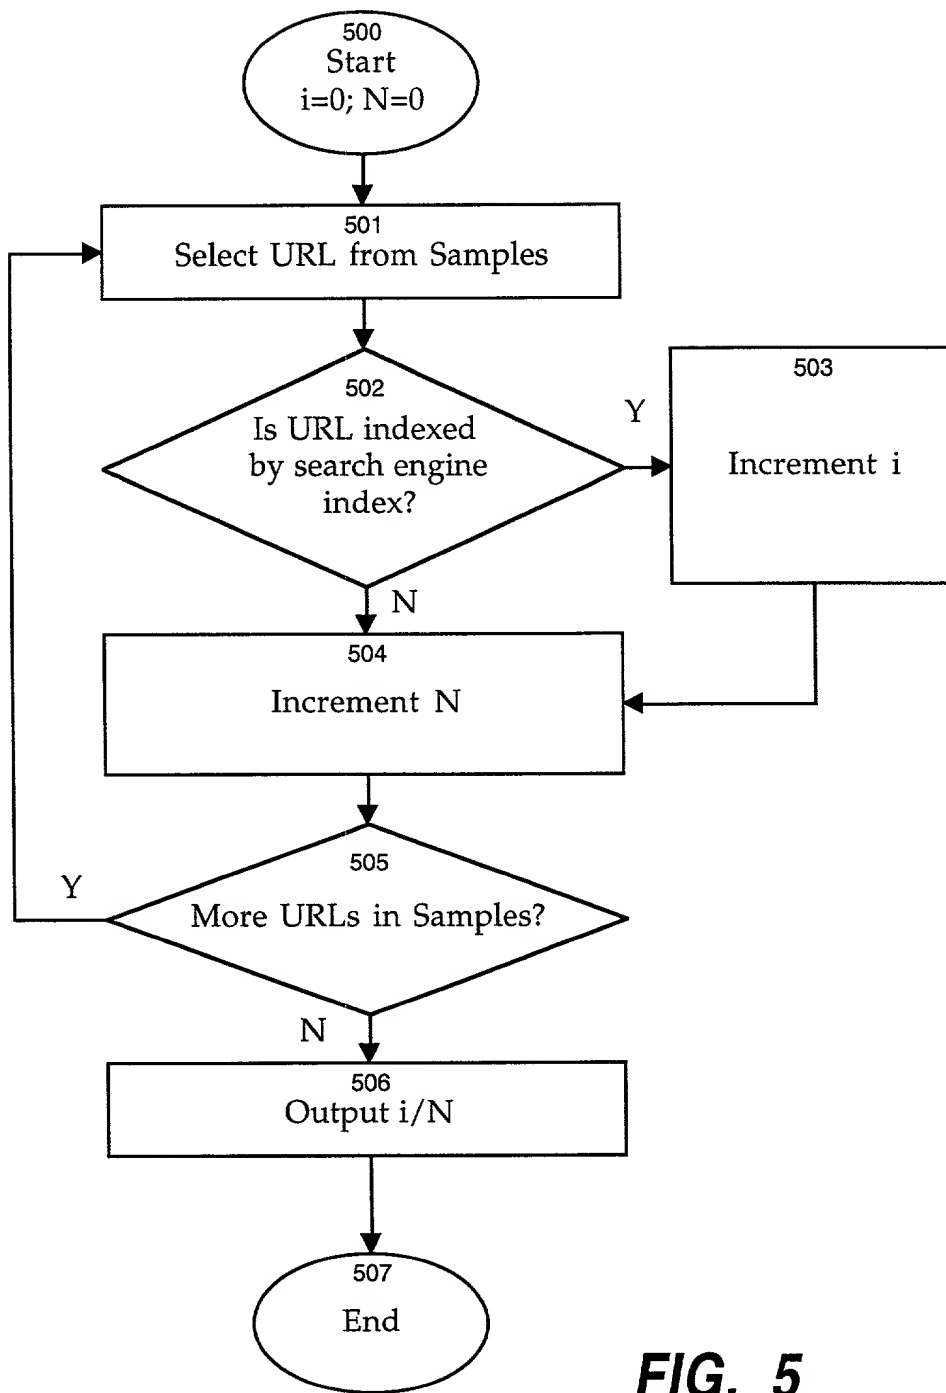 500
Start
i=0; N=0
501
Select URL from Samples
502
Is URL indexed
by search engine
index?
Y
503
Increment i
N
504
Increment N
505
More URLs in Samples?
Y
N
506
Output i/N
507
End
FIG. 5